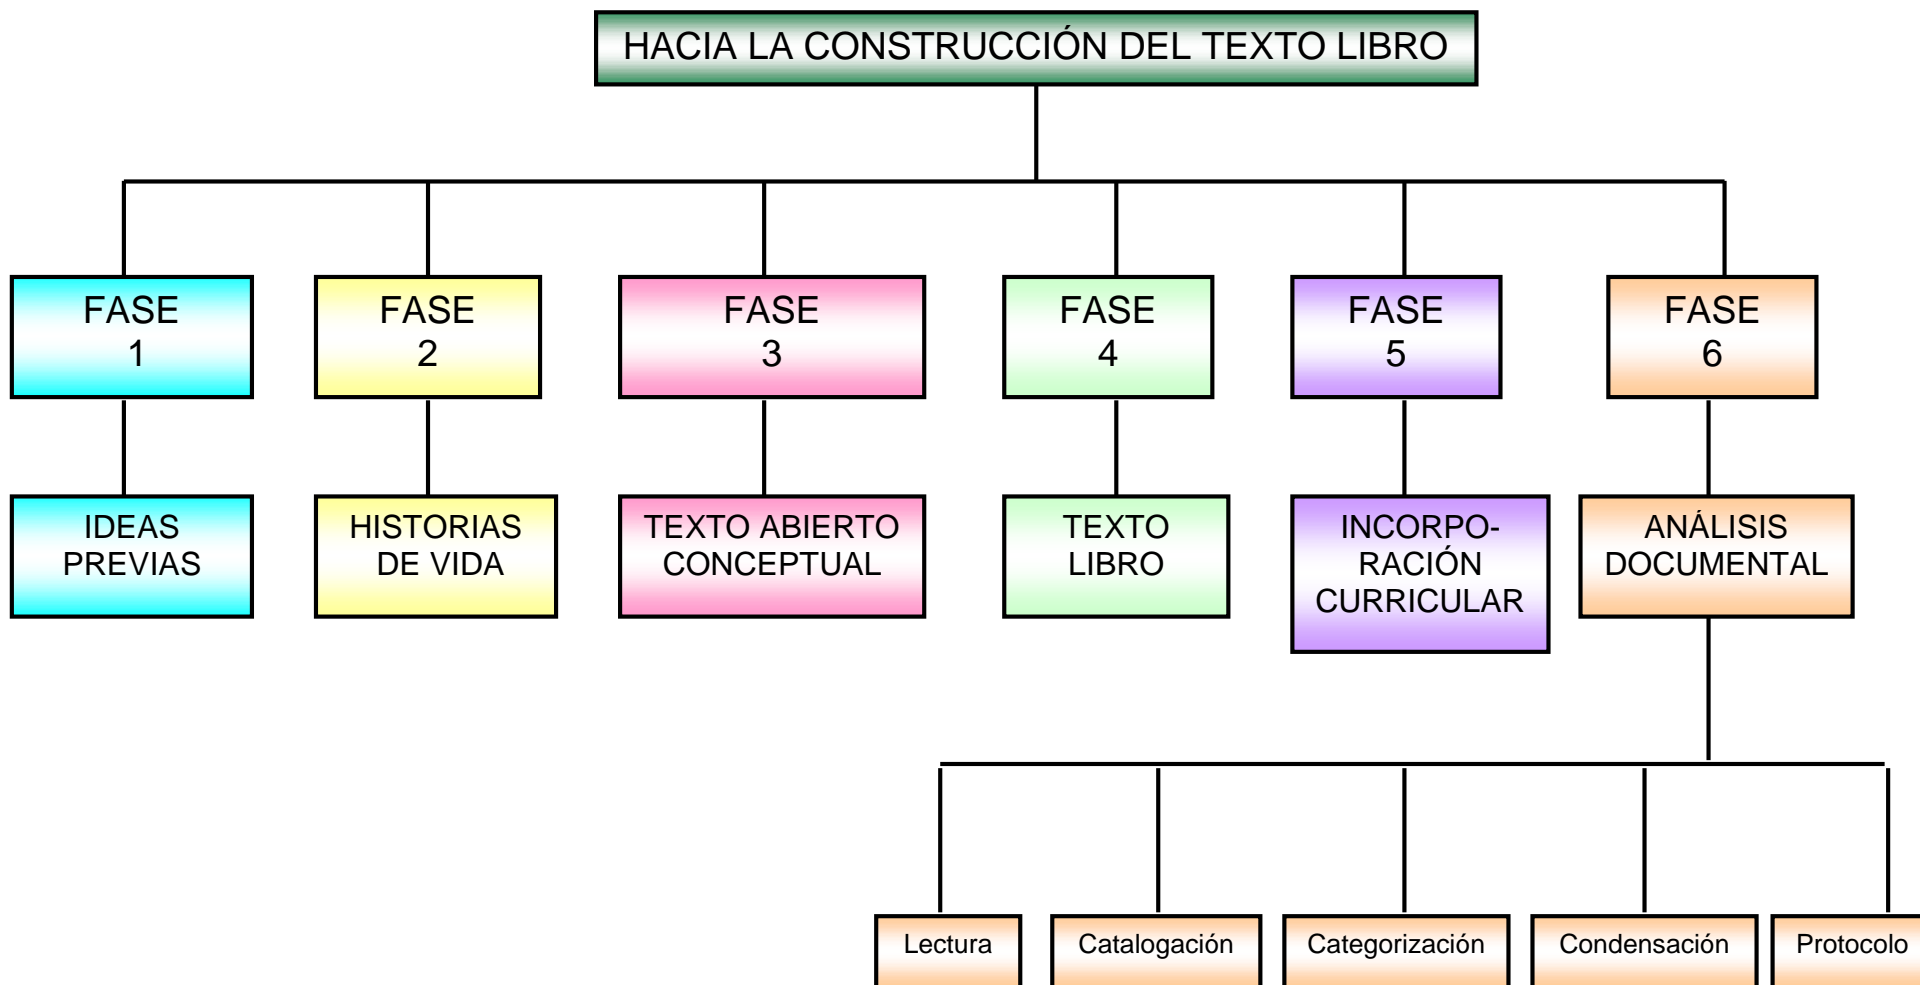 HACIA LA CONSTRUCCIÓN DEL TEXTO LIBRO
FASE
1
FASE
2
FASE
3
FASE
4
FASE
5
FASE
6
IDEAS
PREVIAS
HISTORIAS
DE VIDA
TEXTO ABIERTO
CONCEPTUAL
TEXTO
LIBRO
INCORPO-
RACIÓN
CURRICULAR
ANÁLISIS
DOCUMENTAL
Lectura
Catalogación
Categorización
Condensación
Protocolo